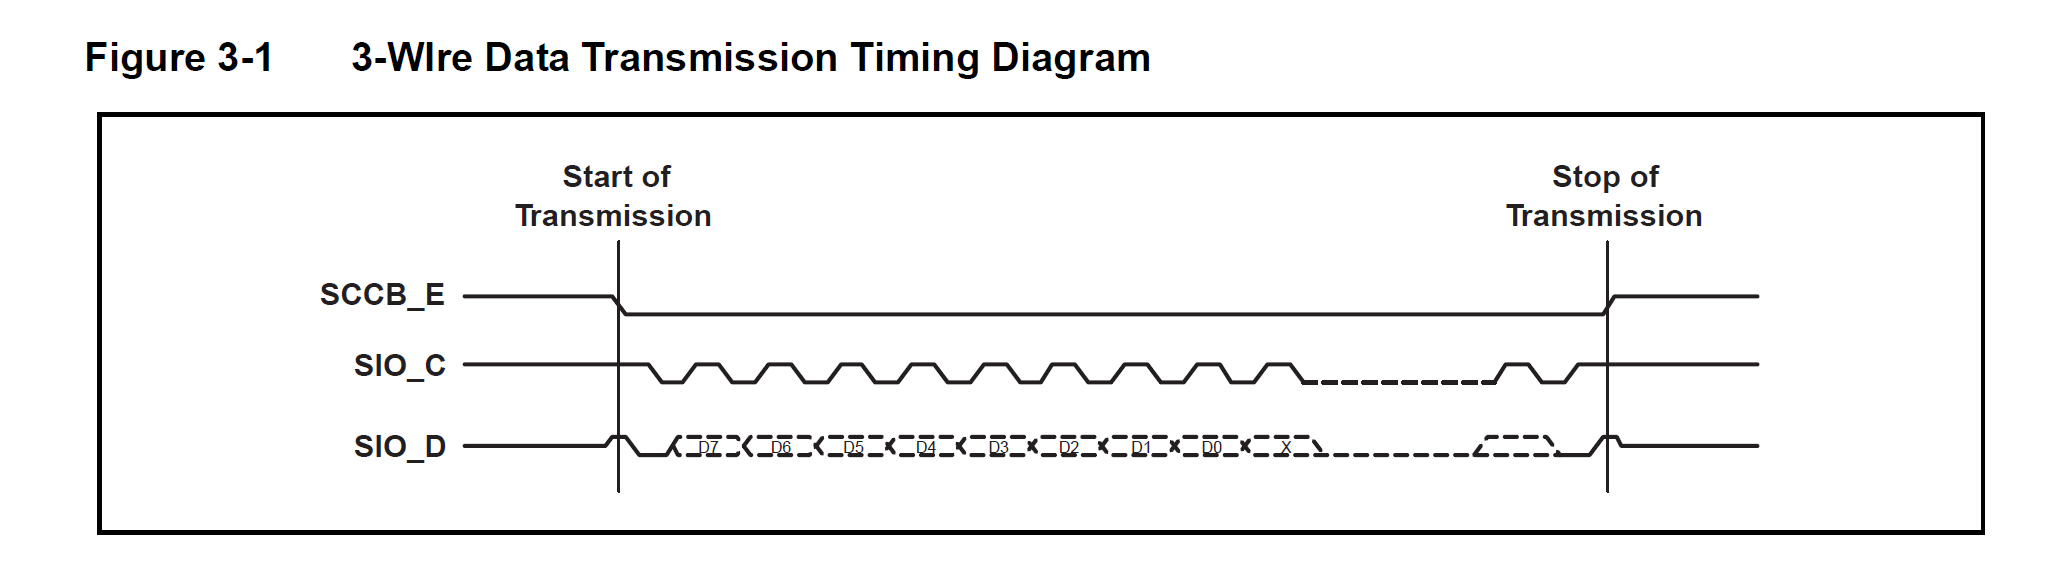 Figure 3-1 3-WIre Data Transmission Timing Diagram
Start of
Transmission
Stop of
Transmission
SCCB_E
SIO_C
SIO_D
D7 D6 D5 D4 D3 D2 D1 D0 X